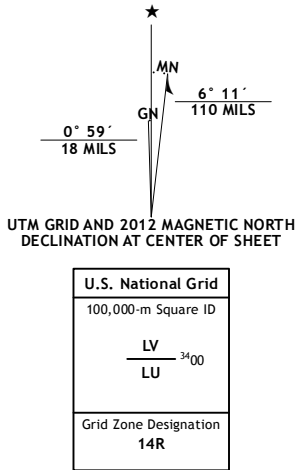 ★
MN
GN
6° 11´
110 MILS
0° 59´
18 MILS
UTM GRID AND 2012 MAGNETIC NORTH
DECLINATION AT CENTER OF SHEET
U.S. National Grid
100,000-m Square ID
LV
³⁴00
LU
Grid Zone Designation
14R